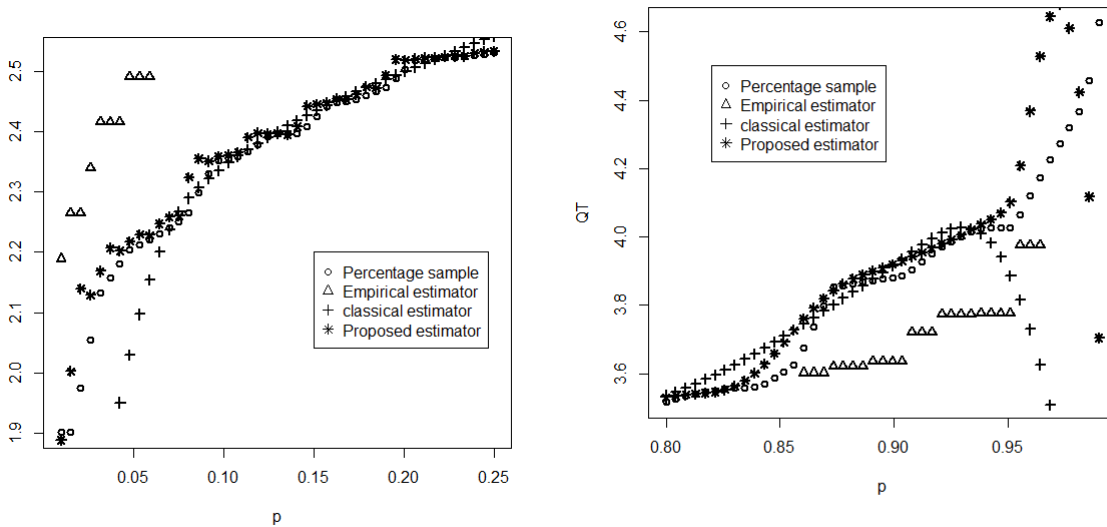 2.5
2.4
2.3
2.2
2.1
2.0
1.9
Percentage sample
Empirical estimator
classical estimator
Proposed estimator
0.05 0.10 0.15 0.20 0.25
p
QT
4.6
4.4
4.2
4.0
3.8
3.6
Percentage sample
Empirical estimator
classical estimator
Proposed estimator
0.80 0.85 0.90 0.95
p